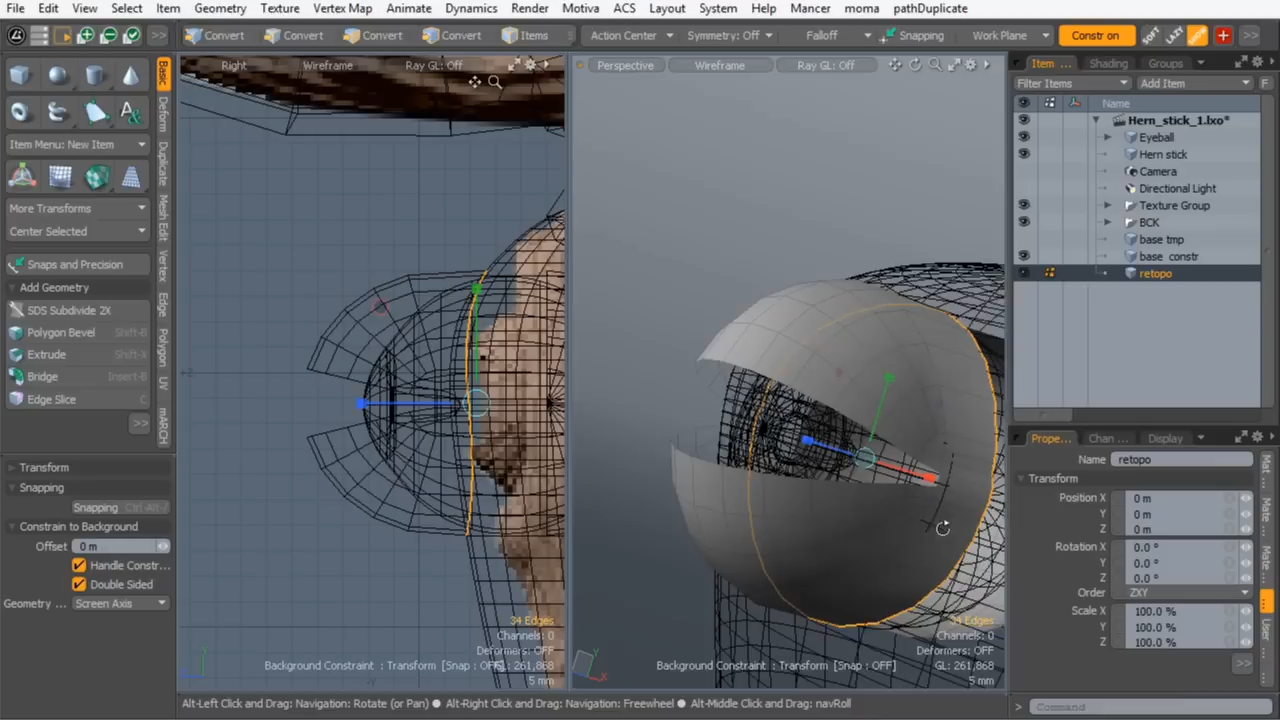 File Edit View Select Item Geometry Texture Vertex Map Animate Dynamics Render Motiva ACS Layout System Help Mancer moma pathDuplicate
>> Convert Convert Convert Convert Items Action Center Symmetry: Off Falloff Snapping Work Plane Constr on SOFT LAZY >>
Basic
Deform
Duplicate
Mesh Edit
Vertex
Edge
Polygon
UV
mARCH
Item Menu: New Item
More Transforms
Center Selected
Snaps and Precision
Add Geometry
SDS Subdivide 2X
Polygon Bevel Shift-B
Extrude Shift-X
Bridge Insert-B
Edge Slice C
>>
Transform
Snapping
Snapping Ctrl-Alt-/
Constrain to Background
Offset 0 m
Handle Constr...
Double Sided
Geometry ... Screen Axis
Right Wireframe Ray GL: Off
34 Edges
Channels: 0
Deformers: OFF
Background Constraint : Transform [Snap : OFF]
5 mm
Perspective Wireframe Ray GL: Off
34 Edges
Channels: 0
Deformers: OFF
Background Constraint : Transform [Snap : OFF] GL: 261,868
5 mm
Item ... Shading Groups
Filter Items Add Item F
Name
Hern_stick_1.lxo*
Eyeball
Hern stick
Camera
Directional Light
Texture Group
BCK
base tmp
base_constr
retopo
Prope... Chan ... Display
Name retopo
Transform
Position X 0 m
Y 0 m
Z 0 m
Rotation X 0.0 °
Y 0.0 °
Z 0.0 °
Order ZXY
Scale X 100.0 %
Y 100.0 %
Z 100.0 %
>>
Mat
Mate
Mate
...
User
Alt-Left Click and Drag: Navigation: Rotate (or Pan) ● Alt-Right Click and Drag: Navigation: Freewheel ● Alt-Middle Click and Drag: navRoll
> Command